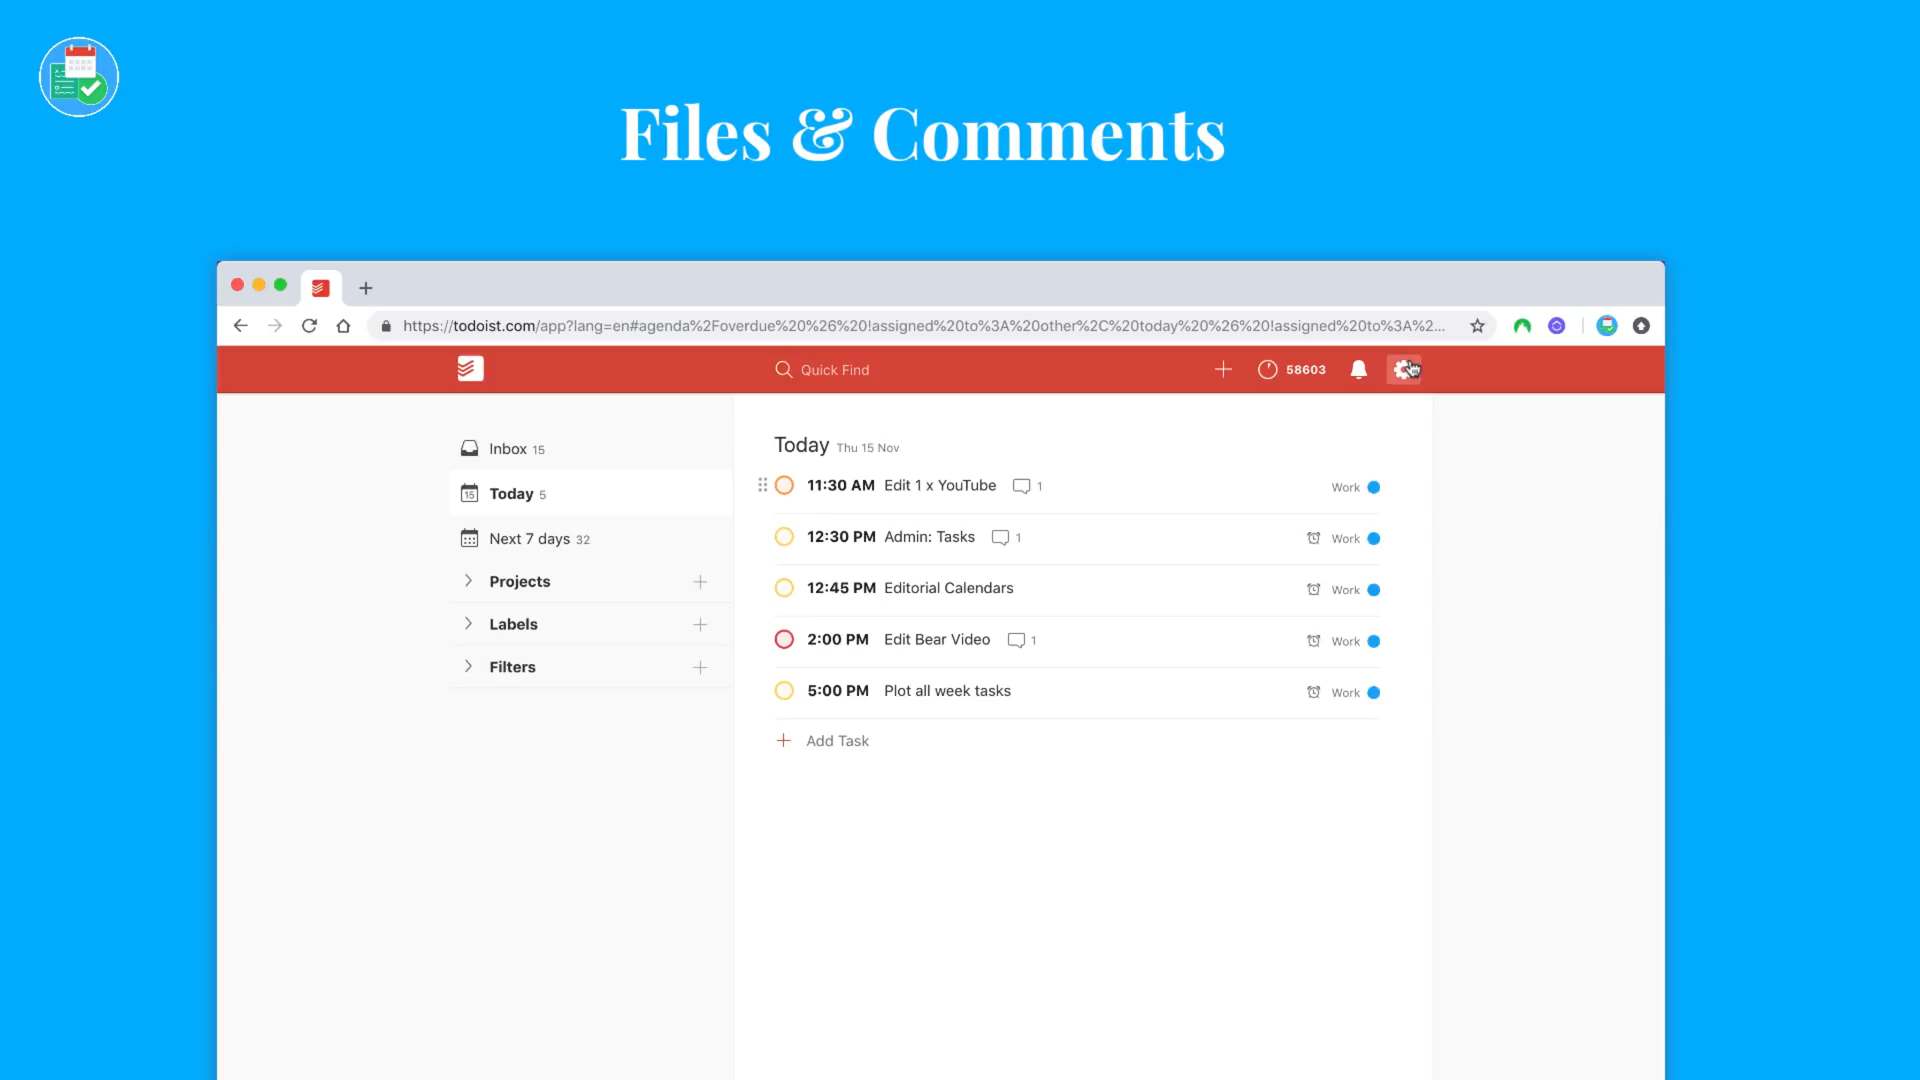 Files & Comments
https://todoist.com/app?lang=en#agenda%2Foverdue%20%26%20!assigned%20to%3A%20other%2C%20today%20%26%20!assigned%20to%3A%2...
Quick Find
58603
Inbox 15
15 Today 5
Next 7 days 32
Projects
Labels
Filters
Today Thu 15 Nov
11:30 AM Edit 1 x YouTube 1 Work
12:30 PM Admin: Tasks 1 Work
12:45 PM Editorial Calendars Work
2:00 PM Edit Bear Video 1 Work
5:00 PM Plot all week tasks Work
Add Task